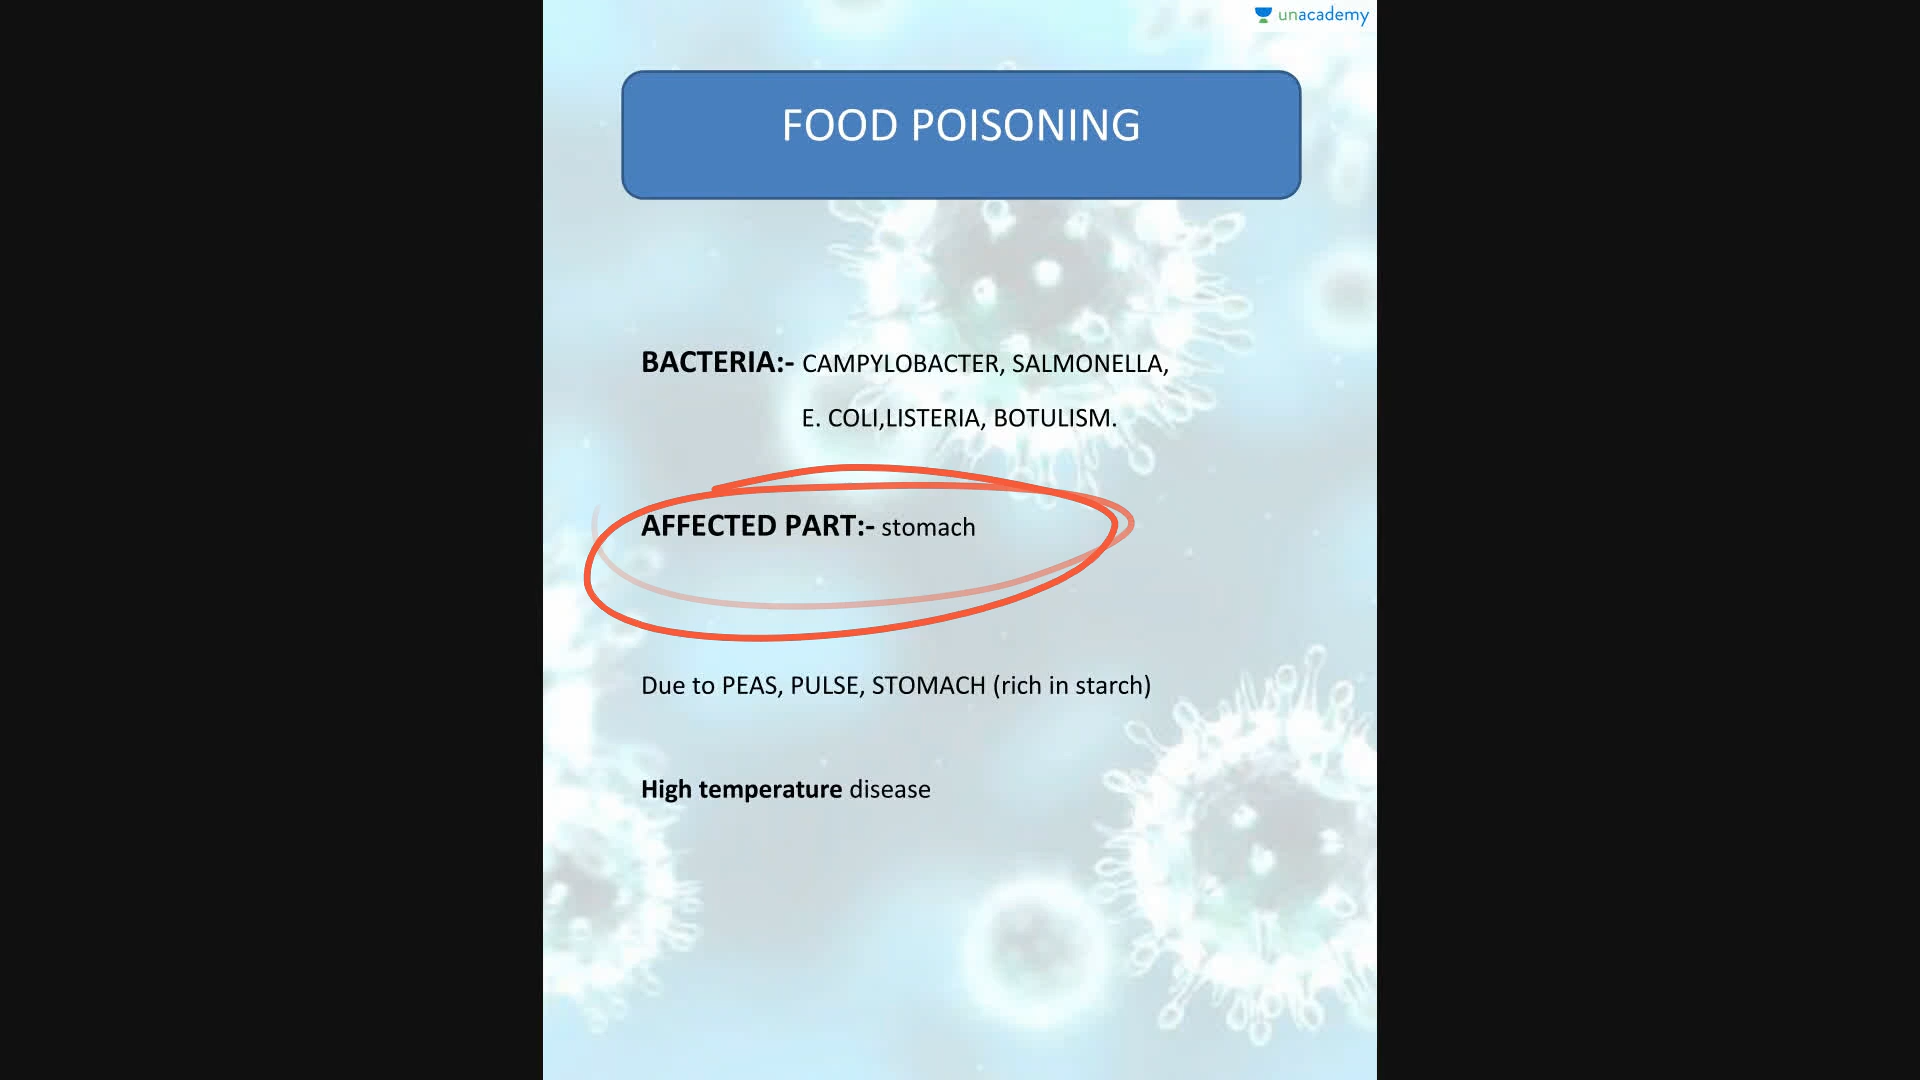 unacademy
FOOD POISONING
BACTERIA:- CAMPYLOBACTER, SALMONELLA,
E. COLI,LISTERIA, BOTULISM.
AFFECTED PART:- stomach
Due to PEAS, PULSE, STOMACH (rich in starch)
High temperature disease